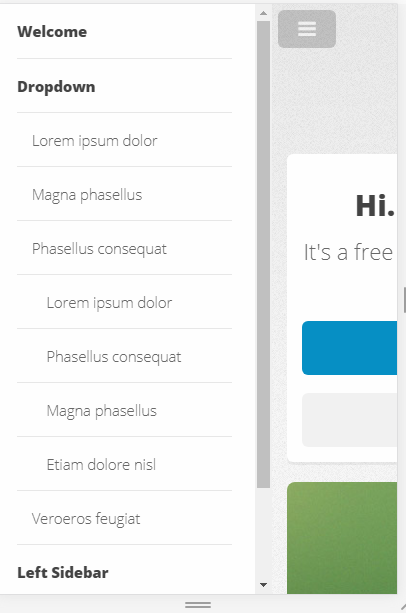 Welcome
Dropdown
Lorem ipsum dolor
Magna phasellus
Phasellus consequat
Lorem ipsum dolor
Phasellus consequat
Magna phasellus
Etiam dolore nisl
Veroeros feugiat
Left Sidebar
Hi.
It's a free